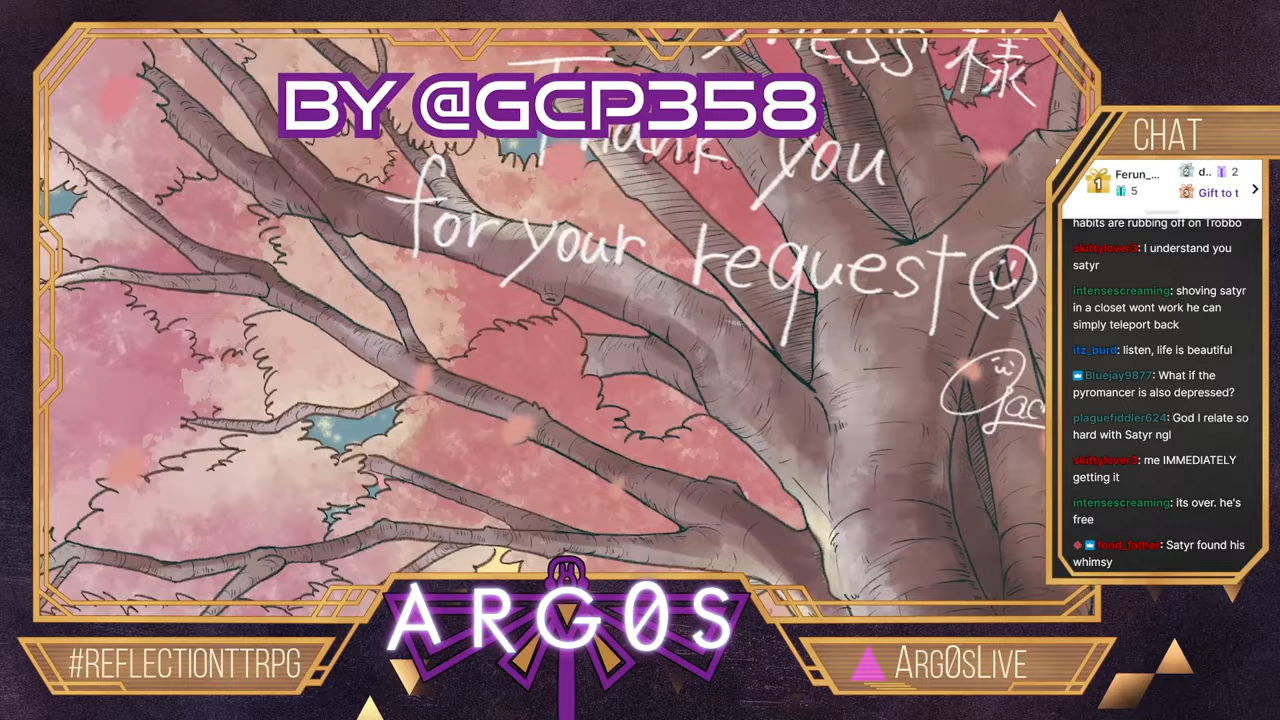 BY @GCP358
様
Thank you
for your request
CHAT
Ferun_...
5
d.. 2
Gift to t
habits are rubbing off on Trobbo
skittylover3: I understand you
satyr
intensescreaming: shoving satyr
in a closet wont work he can
simply teleport back
itz_burd: listen, life is beautiful
Bluejay9877: What if the
pyromancer is also depressed?
plaguefiddler624: God I relate so
hard with Satyr ngl
skittylover3: me IMMEDIATELY
getting it
intensescreaming: its over. he's
free
food_father: Satyr found his
whimsy
ARG0S
#REFLECTIONTTRPG
ARG0SLIVE